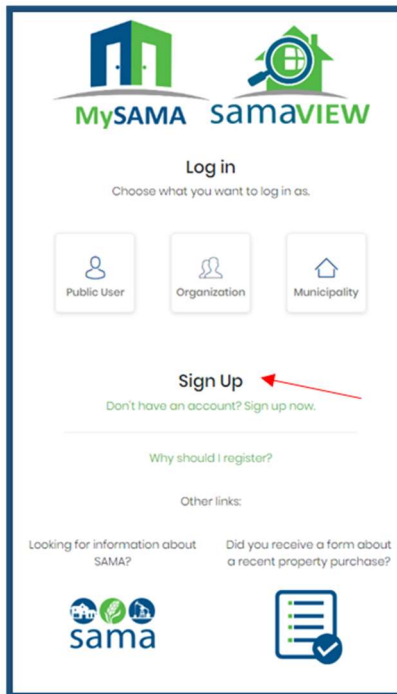 MySAMA samaVIEW
Log in
Choose what you want to log in as.
Public User Organization Municipality
Sign Up
Don't have an account? Sign up now.
Why should I register?
Other links:
Looking for information about SAMA?
Did you receive a form about a recent property purchase?
sama